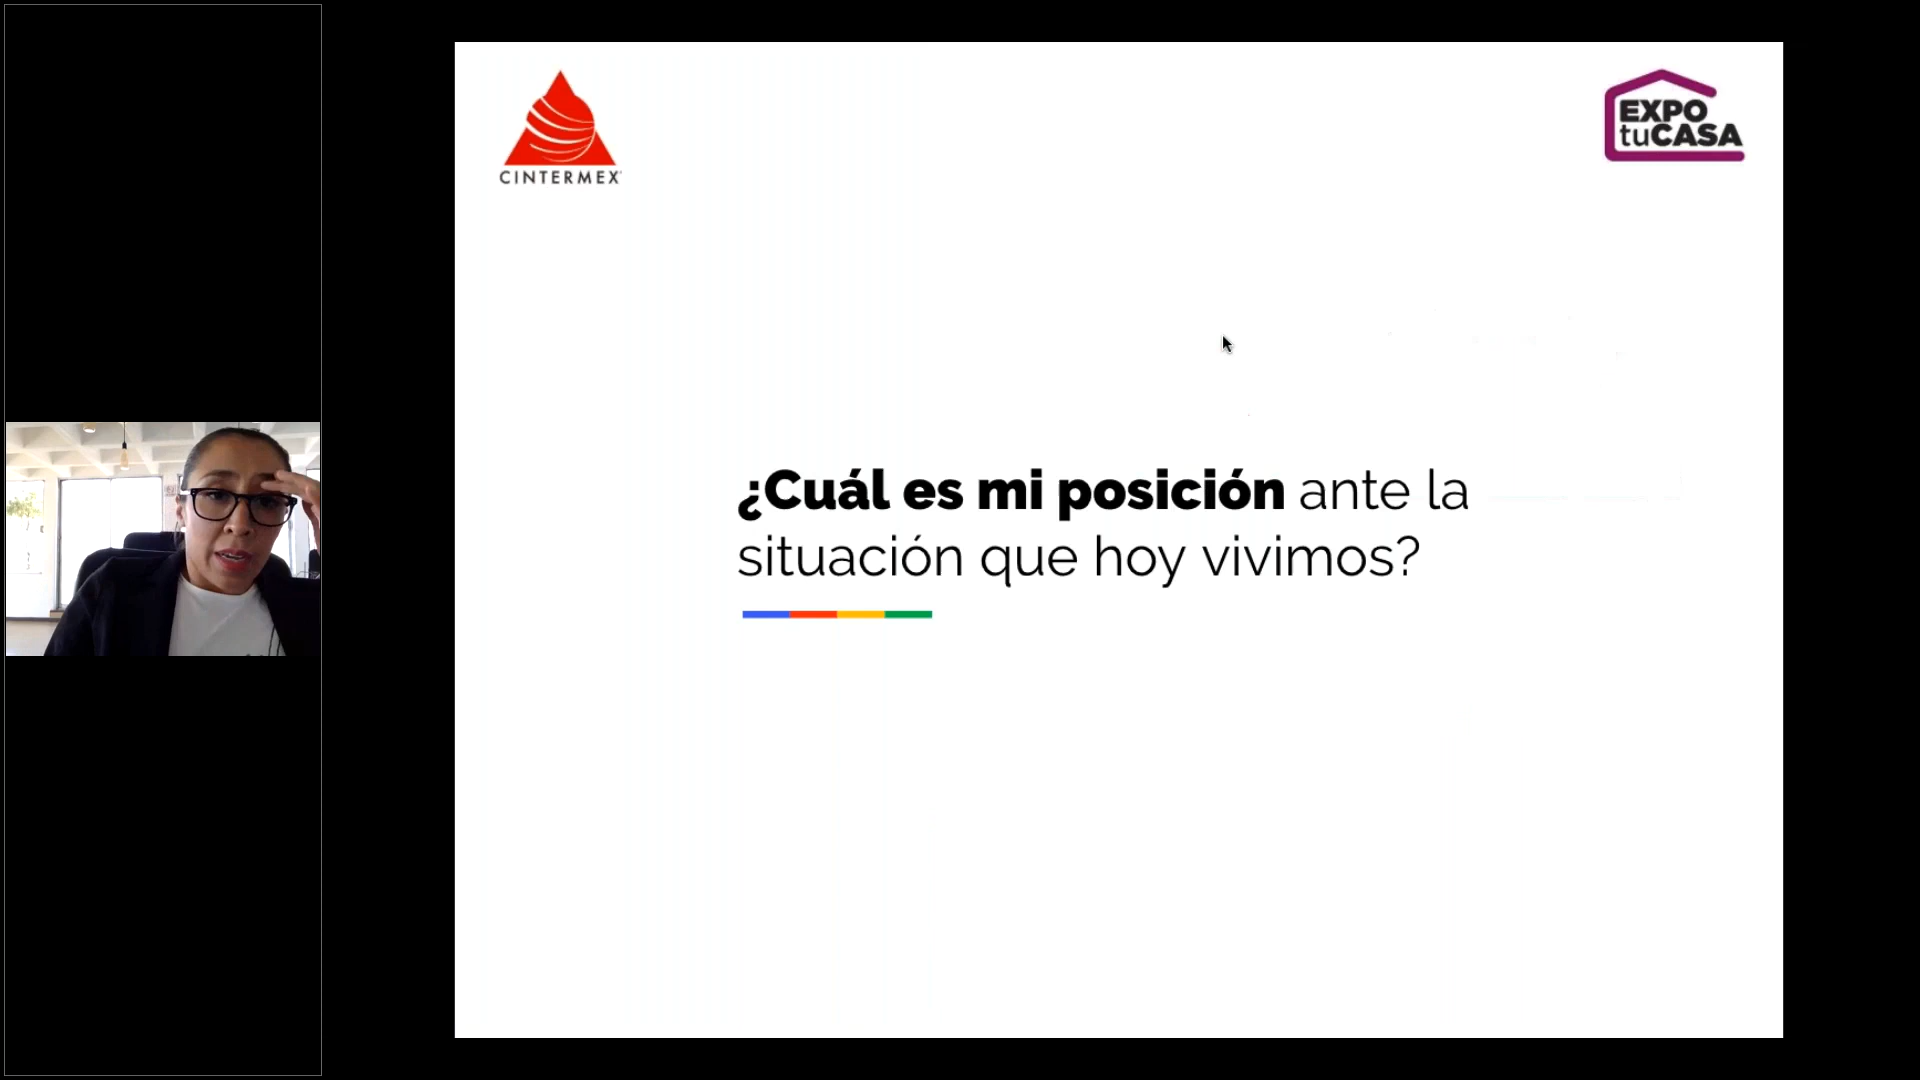 CINTERMEX
EXPO
tuCASA
¿Cuál es mi posición ante la
situación que hoy vivimos?